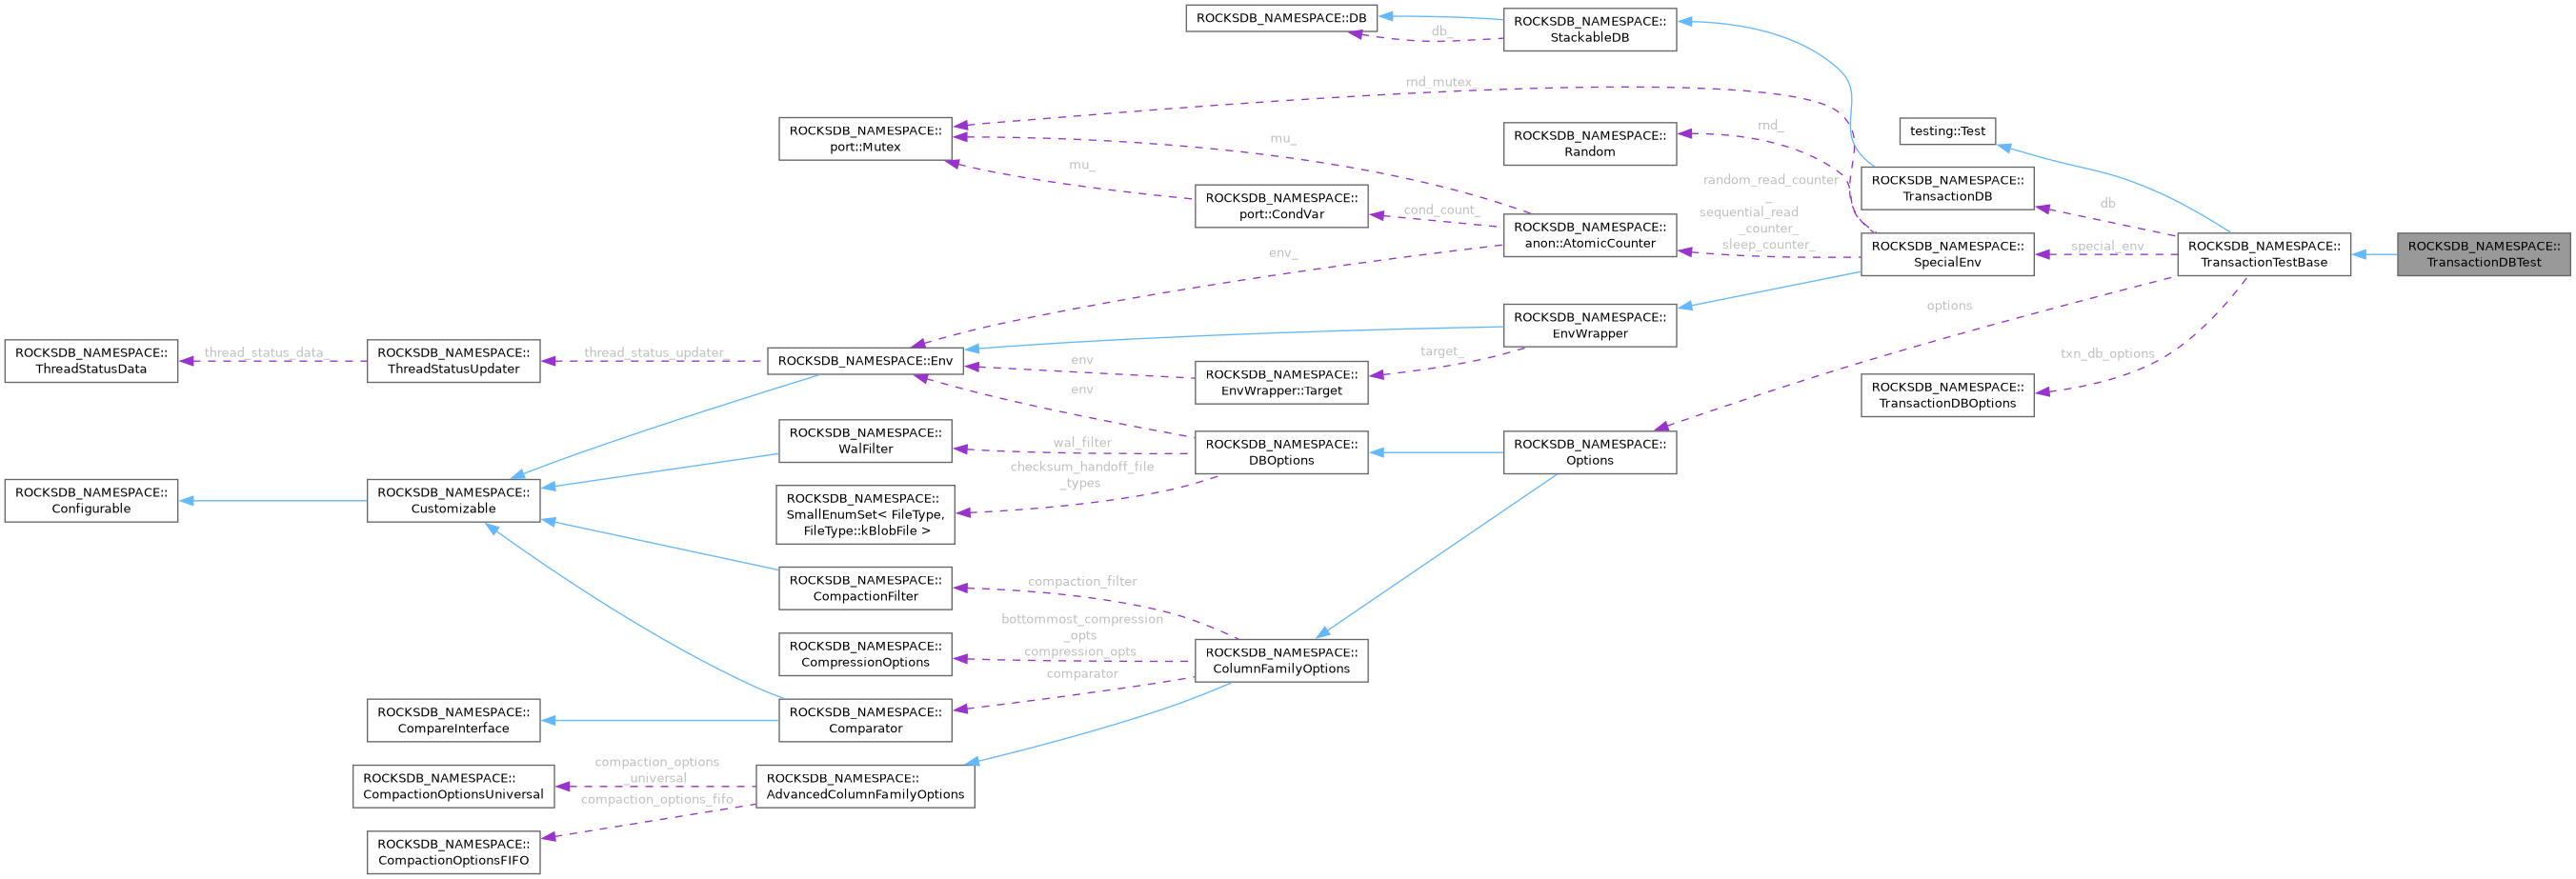 ROCKSDB_NAMESPACE::DB
ROCKSDB_NAMESPACE::
StackableDB
db_
rnd_mutex_
ROCKSDB_NAMESPACE::
port::Mutex
mu_
ROCKSDB_NAMESPACE::
Random
rnd_
testing::Test
mu_
ROCKSDB_NAMESPACE::
port::CondVar
cond_count_
ROCKSDB_NAMESPACE::
anon::AtomicCounter
random_read_counter
_
sequential_read
_counter_
sleep_counter_
ROCKSDB_NAMESPACE::
TransactionDB
db
ROCKSDB_NAMESPACE::
SpecialEnv
special_env
ROCKSDB_NAMESPACE::
TransactionTestBase
ROCKSDB_NAMESPACE::
TransactionDBTest
env_
ROCKSDB_NAMESPACE::
EnvWrapper
options
ROCKSDB_NAMESPACE::
ThreadStatusData
thread_status_data_
ROCKSDB_NAMESPACE::
ThreadStatusUpdater
thread_status_updater_
ROCKSDB_NAMESPACE::Env
env
target_
ROCKSDB_NAMESPACE::
EnvWrapper::Target
txn_db_options
ROCKSDB_NAMESPACE::
TransactionDBOptions
env
ROCKSDB_NAMESPACE::
WalFilter
wal_filter
ROCKSDB_NAMESPACE::
DBOptions
ROCKSDB_NAMESPACE::
Options
checksum_handoff_file
_types
ROCKSDB_NAMESPACE::
Configurable
ROCKSDB_NAMESPACE::
Customizable
ROCKSDB_NAMESPACE::
SmallEnumSet< FileType,
FileType::kBlobFile >
ROCKSDB_NAMESPACE::
CompactionFilter
compaction_filter
bottommost_compression
_opts
compression_opts
ROCKSDB_NAMESPACE::
CompressionOptions
ROCKSDB_NAMESPACE::
ColumnFamilyOptions
comparator
ROCKSDB_NAMESPACE::
CompareInterface
ROCKSDB_NAMESPACE::
Comparator
compaction_options
_universal
ROCKSDB_NAMESPACE::
CompactionOptionsUniversal
ROCKSDB_NAMESPACE::
AdvancedColumnFamilyOptions
compaction_options_fifo
ROCKSDB_NAMESPACE::
CompactionOptionsFIFO